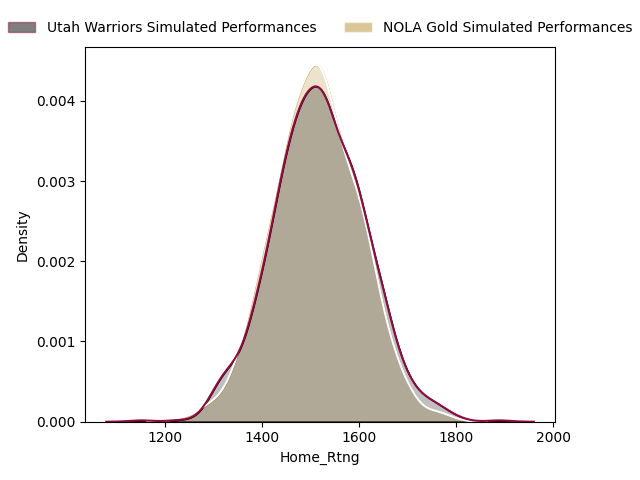 Utah Warriors Simulated Performances
NOLA Gold Simulated Performances
0.004
0.003
0.002
0.001
0.000
Density
1200
1400
1600
1800
2000
Home_Rtng